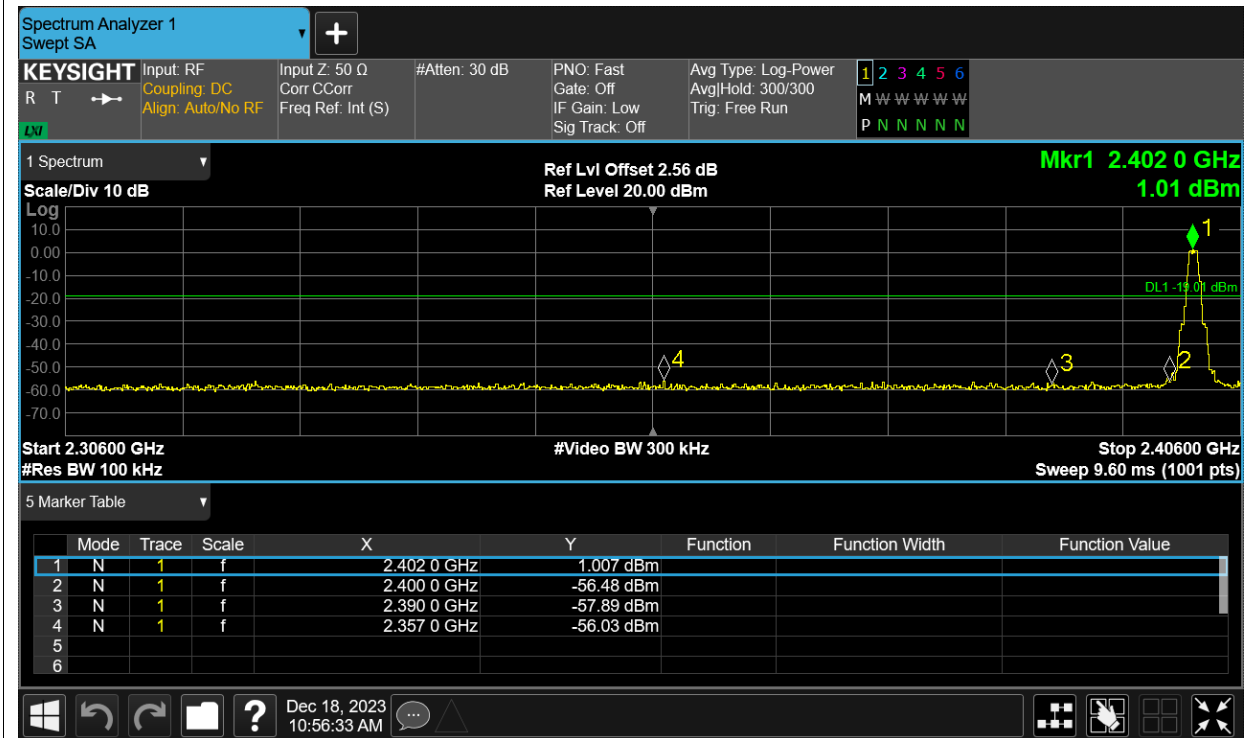 Spectrum Analyzer 1
Swept SA
KEYSIGHT
R T
LXI
Input: RF
Coupling: DC
Align: Auto/No RF
Input Z: 50 Ω
Corr CCorr
Freq Ref: Int (S)
#Atten: 30 dB
PNO: Fast
Gate: Off
IF Gain: Low
Sig Track: Off
Avg Type: Log-Power
Avg|Hold: 300/300
Trig: Free Run
1 2 3 4 5 6
M W W W W W
P N N N N N
1 Spectrum
Scale/Div 10 dB
Ref Lvl Offset 2.56 dB
Ref Level 20.00 dBm
Mkr1 2.402 0 GHz
1.01 dBm
Log
10.0
0.00
-10.0
-20.0
-30.0
-40.0
-50.0
-60.0
-70.0
1
DL1 -19.01 dBm
4
3
2
Start 2.30600 GHz
#Res BW 100 kHz
#Video BW 300 kHz
Stop 2.40600 GHz
Sweep 9.60 ms (1001 pts)
5 Marker Table
Mode Trace Scale X Y Function Function Width Function Value
1 N 1 f 2.402 0 GHz 1.007 dBm
2 N 1 f 2.400 0 GHz -56.48 dBm
3 N 1 f 2.390 0 GHz -57.89 dBm
4 N 1 f 2.357 0 GHz -56.03 dBm
5
6
?
Dec 18, 2023
10:56:33 AM